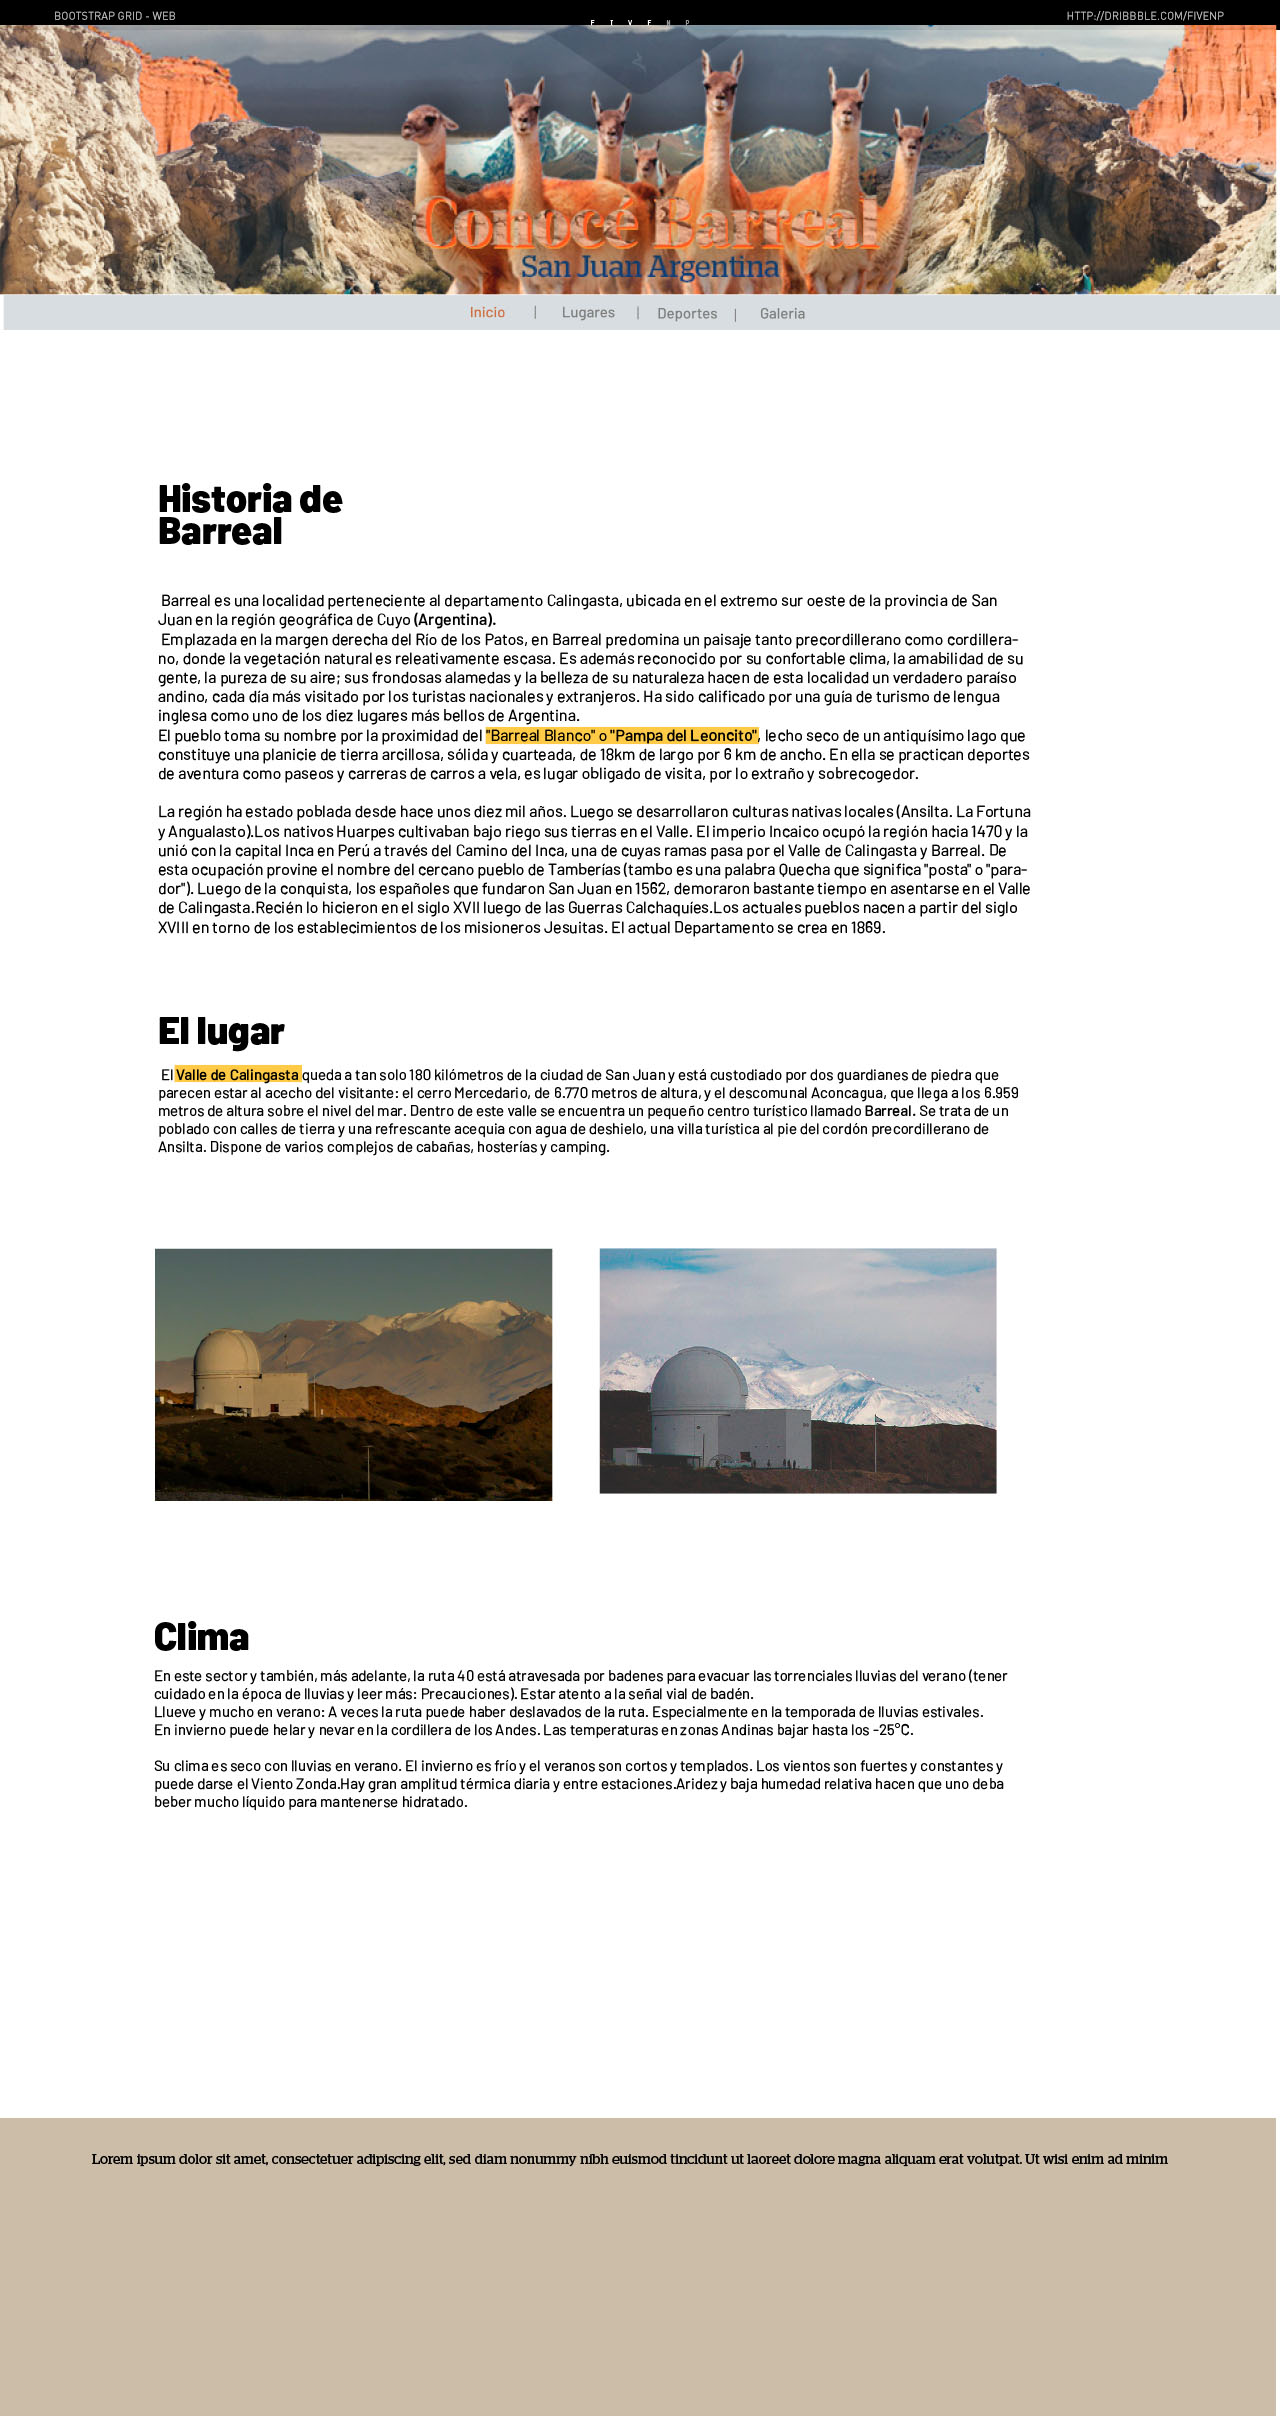 BOOTSTRAP GRID - WEB
FIVENP
HTTP://DRIBBBLE.COM/FIVENP
Conocé Barreal
San Juan Argentina
Inicio | Lugares | Deportes | Galeria
Historia de
Barreal
Barreal es una localidad perteneciente al departamento Calingasta, ubicada en el extremo sur oeste de la provincia de San
Juan en la región geográfica de Cuyo (Argentina).
Emplazada en la margen derecha del Río de los Patos, en Barreal predomina un paisaje tanto precordillerano como cordillera-
no, donde la vegetación natural es releativamente escasa. Es además reconocido por su confortable clima, la amabilidad de su
gente, la pureza de su aire; sus frondosas alamedas y la belleza de su naturaleza hacen de esta localidad un verdadero paraíso
andino, cada día más visitado por los turistas nacionales y extranjeros. Ha sido calificado por una guía de turismo de lengua
inglesa como uno de los diez lugares más bellos de Argentina.
El pueblo toma su nombre por la proximidad del "Barreal Blanco" o "Pampa del Leoncito", lecho seco de un antiquísimo lago que
constituye una planicie de tierra arcillosa, sólida y cuarteada, de 18km de largo por 6 km de ancho. En ella se practican deportes
de aventura como paseos y carreras de carros a vela, es lugar obligado de visita, por lo extraño y sobrecogedor.
La región ha estado poblada desde hace unos diez mil años. Luego se desarrollaron culturas nativas locales (Ansilta. La Fortuna
y Angualasto).Los nativos Huarpes cultivaban bajo riego sus tierras en el Valle. El imperio Incaico ocupó la región hacia 1470 y la
unió con la capital Inca en Perú a través del Camino del Inca, una de cuyas ramas pasa por el Valle de Calingasta y Barreal. De
esta ocupación provine el nombre del cercano pueblo de Tamberías (tambo es una palabra Quecha que significa "posta" o "para-
dor"). Luego de la conquista, los españoles que fundaron San Juan en 1562, demoraron bastante tiempo en asentarse en el Valle
de Calingasta.Recién lo hicieron en el siglo XVII luego de las Guerras Calchaquíes.Los actuales pueblos nacen a partir del siglo
XVIII en torno de los establecimientos de los misioneros Jesuitas. El actual Departamento se crea en 1869.
El lugar
El Valle de Calingasta queda a tan solo 180 kilómetros de la ciudad de San Juan y está custodiado por dos guardianes de piedra que
parecen estar al acecho del visitante: el cerro Mercedario, de 6.770 metros de altura, y el descomunal Aconcagua, que llega a los 6.959
metros de altura sobre el nivel del mar. Dentro de este valle se encuentra un pequeño centro turístico llamado Barreal. Se trata de un
poblado con calles de tierra y una refrescante acequia con agua de deshielo, una villa turística al pie del cordón precordillerano de
Ansilta. Dispone de varios complejos de cabañas, hosterías y camping.
Clima
En este sector y también, más adelante, la ruta 40 está atravesada por badenes para evacuar las torrenciales lluvias del verano (tener
cuidado en la época de lluvias y leer más: Precauciones). Estar atento a la señal vial de badén.
Llueve y mucho en verano: A veces la ruta puede haber deslavados de la ruta. Especialmente en la temporada de lluvias estivales.
En invierno puede helar y nevar en la cordillera de los Andes. Las temperaturas en zonas Andinas bajar hasta los -25°C.
Su clima es seco con lluvias en verano. El invierno es frío y el veranos son cortos y templados. Los vientos son fuertes y constantes y
puede darse el Viento Zonda.Hay gran amplitud térmica diaria y entre estaciones.Aridez y baja humedad relativa hacen que uno deba
beber mucho líquido para mantenerse hidratado.
Lorem ipsum dolor sit amet, consectetuer adipiscing elit, sed diam nonummy nibh euismod tincidunt ut laoreet dolore magna aliquam erat volutpat. Ut wisi enim ad minim